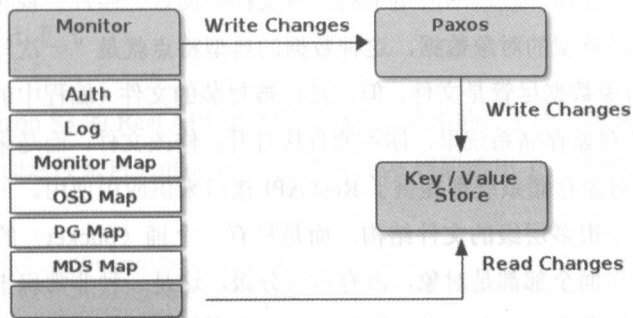 Monitor
Write Changes
Paxos
Auth
Log
Monitor Map
OSD Map
PG Map
MDS Map
Write Changes
Key / Value
Store
Read Changes